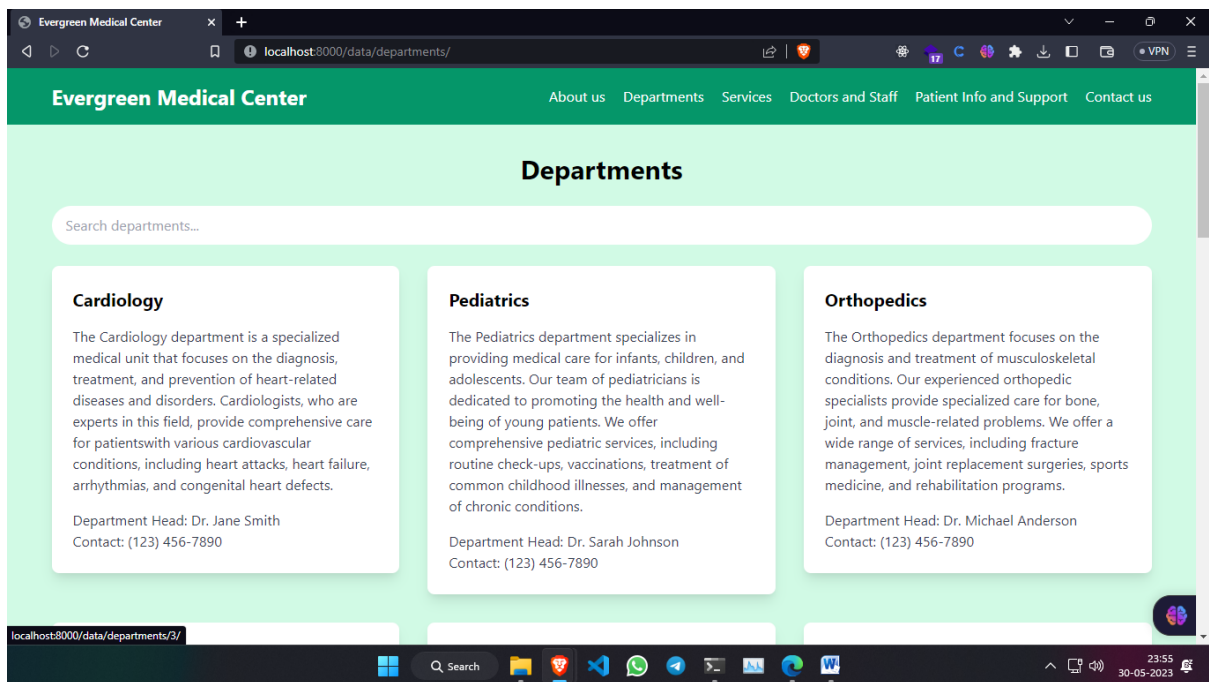 Evergreen Medical Center
localhost:8000/data/departments/
17
VPN
Evergreen Medical Center
About us Departments Services Doctors and Staff Patient Info and Support Contact us
Departments
Search departments...
Cardiology
The Cardiology department is a specialized
medical unit that focuses on the diagnosis,
treatment, and prevention of heart-related
diseases and disorders. Cardiologists, who are
experts in this field, provide comprehensive care
for patientswith various cardiovascular
conditions, including heart attacks, heart failure,
arrhythmias, and congenital heart defects.
Department Head: Dr. Jane Smith
Contact: (123) 456-7890
Pediatrics
The Pediatrics department specializes in
providing medical care for infants, children, and
adolescents. Our team of pediatricians is
dedicated to promoting the health and well-
being of young patients. We offer
comprehensive pediatric services, including
routine check-ups, vaccinations, treatment of
common childhood illnesses, and management
of chronic conditions.
Department Head: Dr. Sarah Johnson
Contact: (123) 456-7890
Orthopedics
The Orthopedics department focuses on the
diagnosis and treatment of musculoskeletal
conditions. Our experienced orthopedic
specialists provide specialized care for bone,
joint, and muscle-related problems. We offer a
wide range of services, including fracture
management, joint replacement surgeries, sports
medicine, and rehabilitation programs.
Department Head: Dr. Michael Anderson
Contact: (123) 456-7890
localhost:8000/data/departments/3/
Search
23:55
30-05-2023